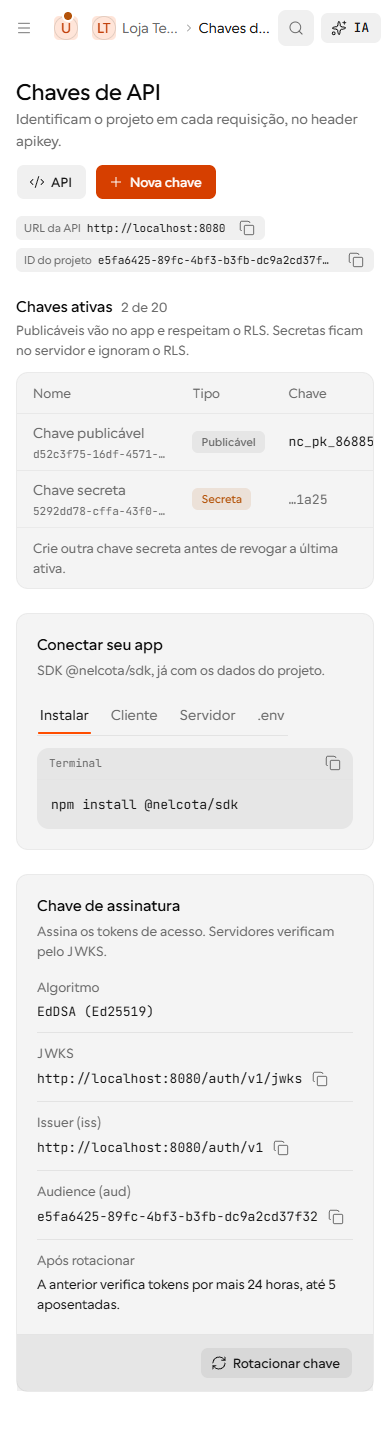 U LT Loja Te... > Chaves d... IA
Chaves de API
Identificam o projeto em cada requisição, no header
apikey.
API + Nova chave
URL da API http://localhost:8080
ID do projeto e5fa6425-89fc-4bf3-b3fb-dc9a2cd37f…
Chaves ativas 2 de 20
Publicáveis vão no app e respeitam o RLS. Secretas ficam
no servidor e ignoram o RLS.
Nome Tipo Chave
Chave publicável
d52c3f75-16df-4571-… Publicável nc_pk_86885
Chave secreta
5292dd78-cffa-43f0-… Secreta …1a25
Crie outra chave secreta antes de revogar a última
ativa.
Conectar seu app
SDK @nelcota/sdk, já com os dados do projeto.
Instalar Cliente Servidor .env
Terminal
npm install @nelcota/sdk
Chave de assinatura
Assina os tokens de acesso. Servidores verificam
pelo JWKS.
Algoritmo
EdDSA (Ed25519)
JWKS
http://localhost:8080/auth/v1/jwks
Issuer (iss)
http://localhost:8080/auth/v1
Audience (aud)
e5fa6425-89fc-4bf3-b3fb-dc9a2cd37f32
Após rotacionar
A anterior verifica tokens por mais 24 horas, até 5
aposentadas.
Rotacionar chave